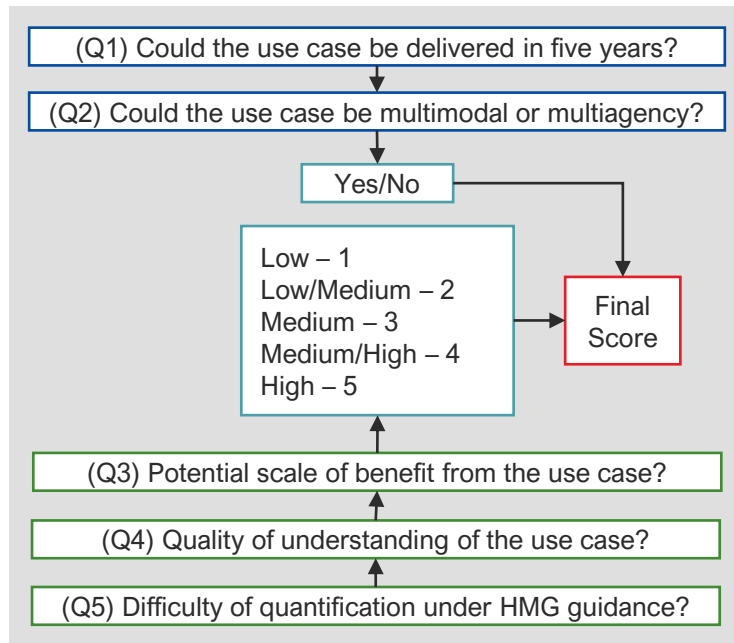 (Q1) Could the use case be delivered in five years?
(Q2) Could the use case be multimodal or multiagency?
Yes/No
Low – 1
Low/Medium – 2
Medium – 3
Medium/High – 4
High – 5
Final
Score
(Q3) Potential scale of benefit from the use case?
(Q4) Quality of understanding of the use case?
(Q5) Difficulty of quantification under HMG guidance?